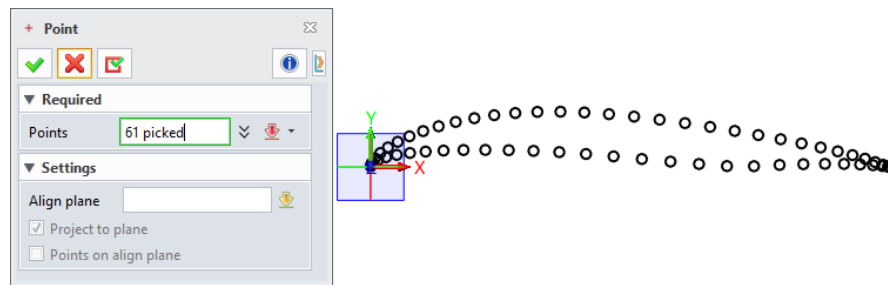 Point
Required
Points 61 picked
Settings
Align plane
Project to plane
Points on align plane
Y
X